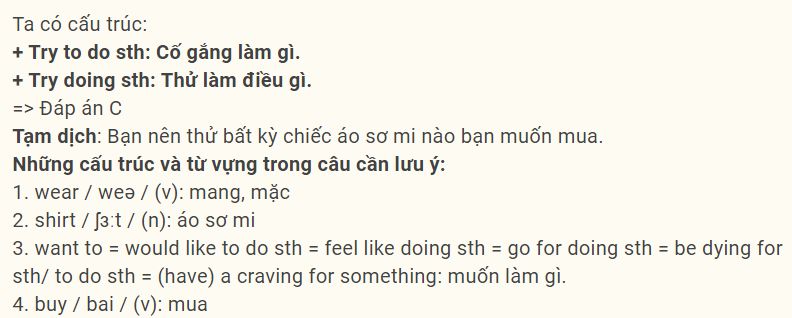 Ta có cấu trúc:
+ Try to do sth: Cố gắng làm gì.
+ Try doing sth: Thử làm điều gì.
=> Đáp án C
Tạm dịch: Bạn nên thử bất kỳ chiếc áo sơ mi nào bạn muốn mua.
Những cấu trúc và từ vựng trong câu cần lưu ý:
1. wear / weə / (v): mang, mặc
2. shirt / ʃɜːt / (n): áo sơ mi
3. want to = would like to do sth = feel like doing sth = go for doing sth = be dying for
sth/ to do sth = (have) a craving for something: muốn làm gì.
4. buy / bai / (v): mua